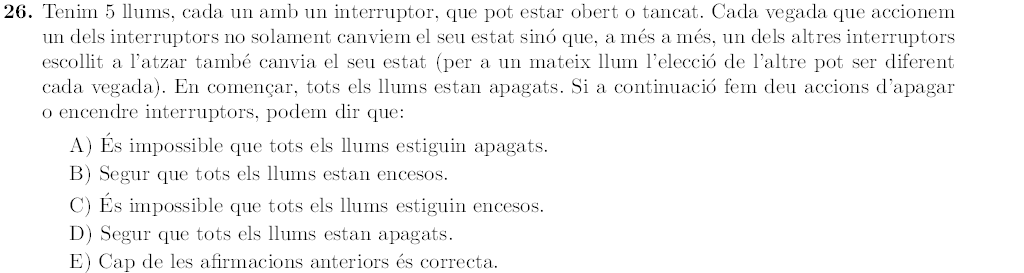 26. Tenim 5 llums, cada un amb un interruptor, que pot estar obert o tancat. Cada vegada que accionem
un dels interruptors no solament canviem el seu estat sinó que, a més a més, un dels altres interruptors
escollit a l'atzar també canvia el seu estat (per a un mateix llum l'elecció de l'altre pot ser diferent
cada vegada). En començar, tots els llums estan apagats. Si a continuació fem deu accions d'apagar
o encendre interruptors, podem dir que:
A) És impossible que tots els llums estiguin apagats.
B) Segur que tots els llums estan encesos.
C) És impossible que tots els llums estiguin encesos.
D) Segur que tots els llums estan apagats.
E) Cap de les afirmacions anteriors és correcta.